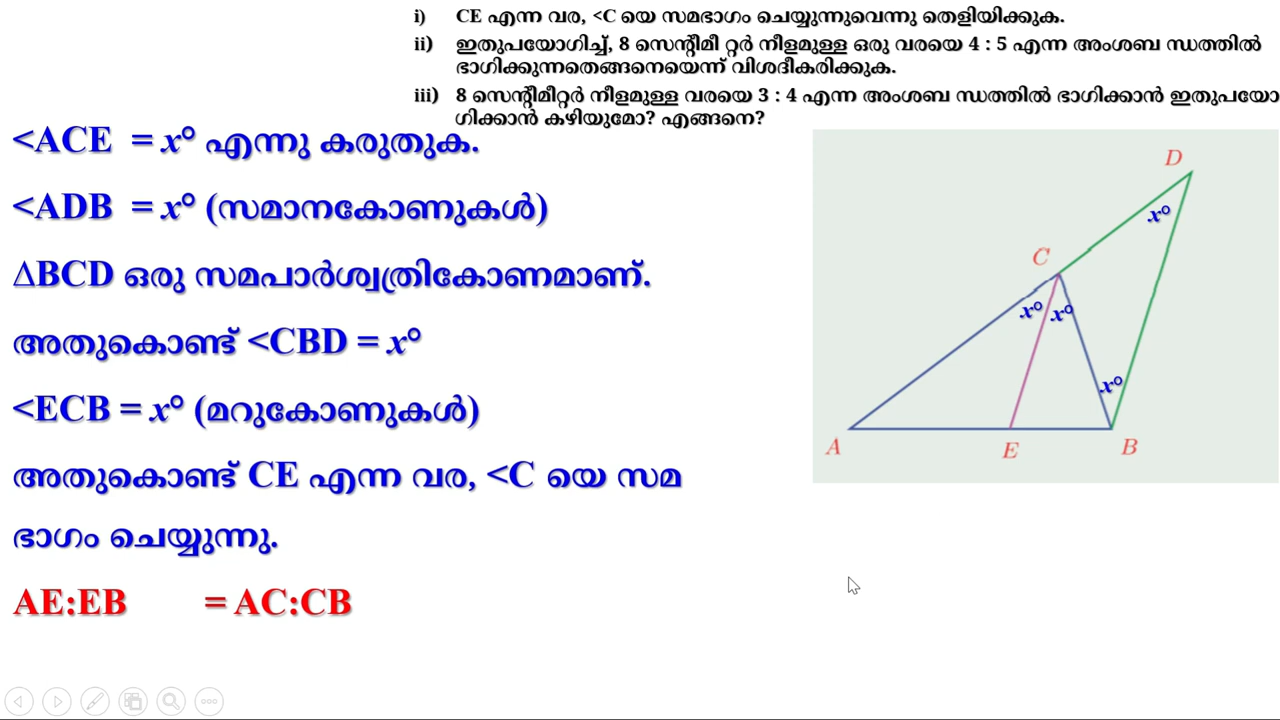 i) CE എന്ന വര, <C യെ സമഭാഗം ചെയ്യുന്നുവെന്നു തെളിയിക്കുക.
ii) ഇതുപയോഗിച്ച്, 8 സെന്റീമീ റ്റർ നീളമുള്ള ഒരു വരയെ 4 : 5 എന്ന അംശബ ന്ധത്തിൽ
ഭാഗിക്കുന്നതെങ്ങനെയെന്ന് വിശദീകരിക്കുക.
iii) 8 സെന്റീമീറ്റർ നീളമുള്ള വരയെ 3 : 4 എന്ന അംശബ ന്ധത്തിൽ ഭാഗിക്കാൻ ഇതുപയോ
ഗിക്കാൻ കഴിയുമോ? എങ്ങനെ?
<ACE = x° എന്നു കരുതുക.
<ADB = x° (സമാനകോണുകൾ)
∆BCD ഒരു സമപാർശ്വത്രികോണമാണ്.
അതുകൊണ്ട് <CBD = x°
<ECB = x° (മറുകോണുകൾ)
അതുകൊണ്ട് CE എന്ന വര, <C യെ സമ
ഭാഗം ചെയ്യുന്നു.
AE:EB = AC:CB
D
x°
C
x° x°
x°
A E B